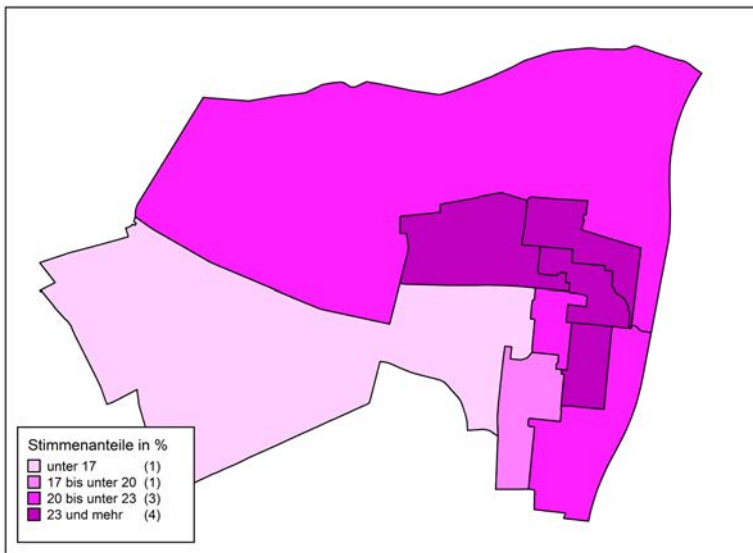 Stimmenanteile in %
unter 17 (1)
17 bis unter 20 (1)
20 bis unter 23 (3)
23 und mehr (4)